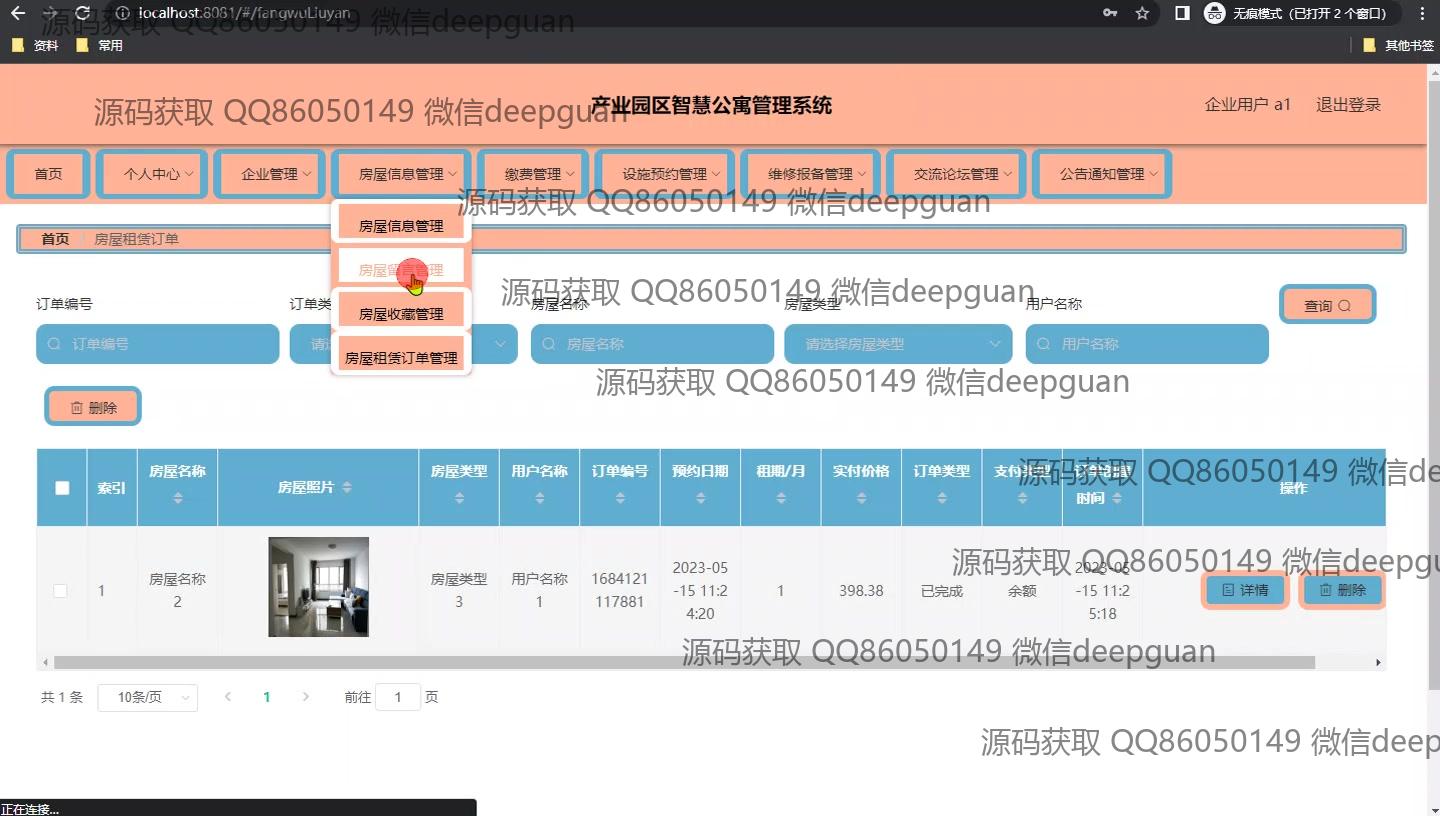 localhost:8081/#/fangwuLiuyan
无痕模式（已打开 2 个窗口）
源码获取 QQ86050149 微信deepguan
资料 常用 其他书签
源码获取 QQ86050149 微信deepguan
产业园区智慧公寓管理系统
企业用户 a1 退出登录
首页 个人中心 企业管理 房屋信息管理 缴费管理 设施预约管理 维修报备管理 交流论坛管理 公告通知管理
源码获取 QQ86050149 微信deepguan
房屋信息管理
首页 房屋租赁订单
房屋留言管理
源码获取 QQ86050149 微信deepguan
订单编号 订单类 房屋名称 房屋类型 用户名称
查询
房屋收藏管理
订单编号 请选 房屋名称 请选择房屋类型 用户名称
房屋租赁订单管理
源码获取 QQ86050149 微信deepguan
删除
索引 房屋名称 房屋照片 房屋类型 用户名称 订单编号 预约日期 租期/月 实付价格 订单类型 支付类型
时间 操作
源码获取 QQ86050149 微信de
源码获取 QQ86050149 微信deepgu
1 房屋名称2 房屋类型3 用户名称1 1684121117881 2023-05-15 11:24:20 1 398.38 已完成 余额 2023-05-15 11:25:18 详情 删除
源码获取 QQ86050149 微信deepguan
共 1 条 10条/页 1 前往 1 页
源码获取 QQ86050149 微信deep
正在连接...